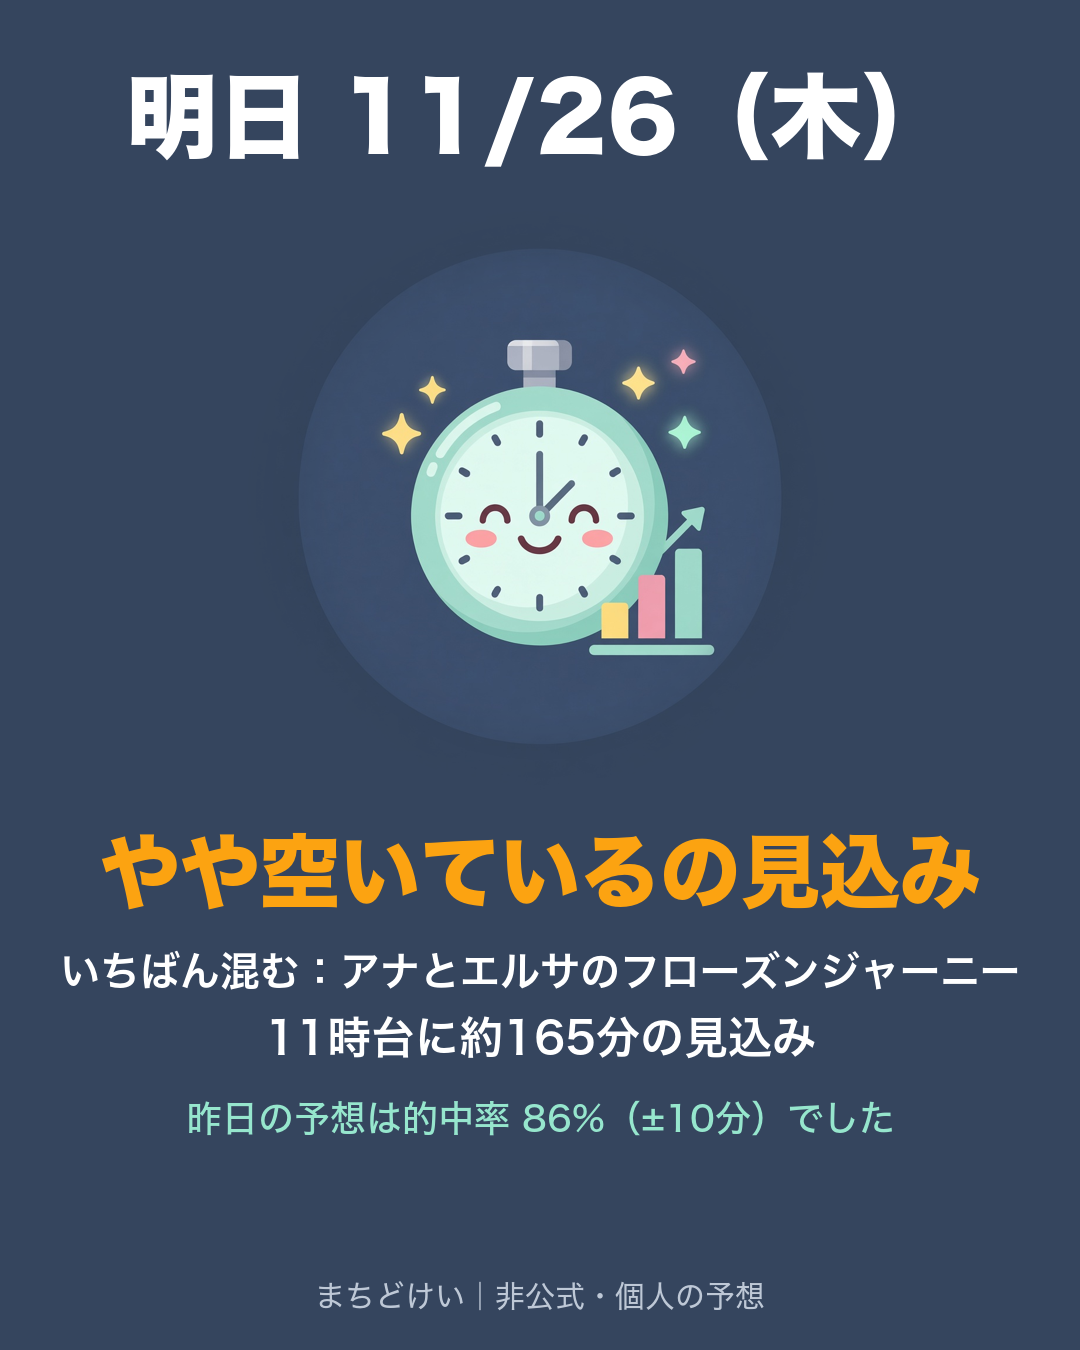 明日 11/26（木）
やや空いているの見込み
いちばん混む：アナとエルサのフローズンジャーニー
11時台に約165分の見込み
昨日の予想は的中率 86%（±10分）でした
まちどけい｜非公式・個人の予想